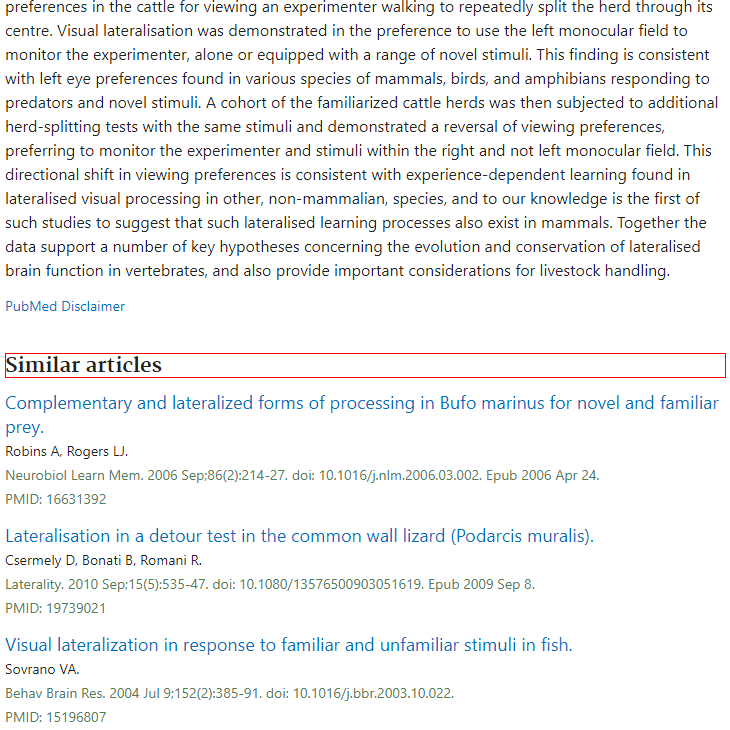 preferences in the cattle for viewing an experimenter walking to repeatedly split the herd through its
centre. Visual lateralisation was demonstrated in the preference to use the left monocular field to
monitor the experimenter, alone or equipped with a range of novel stimuli. This finding is consistent
with left eye preferences found in various species of mammals, birds, and amphibians responding to
predators and novel stimuli. A cohort of the familiarized cattle herds was then subjected to additional
herd-splitting tests with the same stimuli and demonstrated a reversal of viewing preferences,
preferring to monitor the experimenter and stimuli within the right and not left monocular field. This
directional shift in viewing preferences is consistent with experience-dependent learning found in
lateralised visual processing in other, non-mammalian, species, and to our knowledge is the first of
such studies to suggest that such lateralised learning processes also exist in mammals. Together the
data support a number of key hypotheses concerning the evolution and conservation of lateralised
brain function in vertebrates, and also provide important considerations for livestock handling.
PubMed Disclaimer
Similar articles
Complementary and lateralized forms of processing in Bufo marinus for novel and familiar
prey.
Robins A, Rogers LJ.
Neurobiol Learn Mem. 2006 Sep;86(2):214-27. doi: 10.1016/j.nlm.2006.03.002. Epub 2006 Apr 24.
PMID: 16631392
Lateralisation in a detour test in the common wall lizard (Podarcis muralis).
Csermely D, Bonati B, Romani R.
Laterality. 2010 Sep;15(5):535-47. doi: 10.1080/13576500903051619. Epub 2009 Sep 8.
PMID: 19739021
Visual lateralization in response to familiar and unfamiliar stimuli in fish.
Sovrano VA.
Behav Brain Res. 2004 Jul 9;152(2):385-91. doi: 10.1016/j.bbr.2003.10.022.
PMID: 15196807